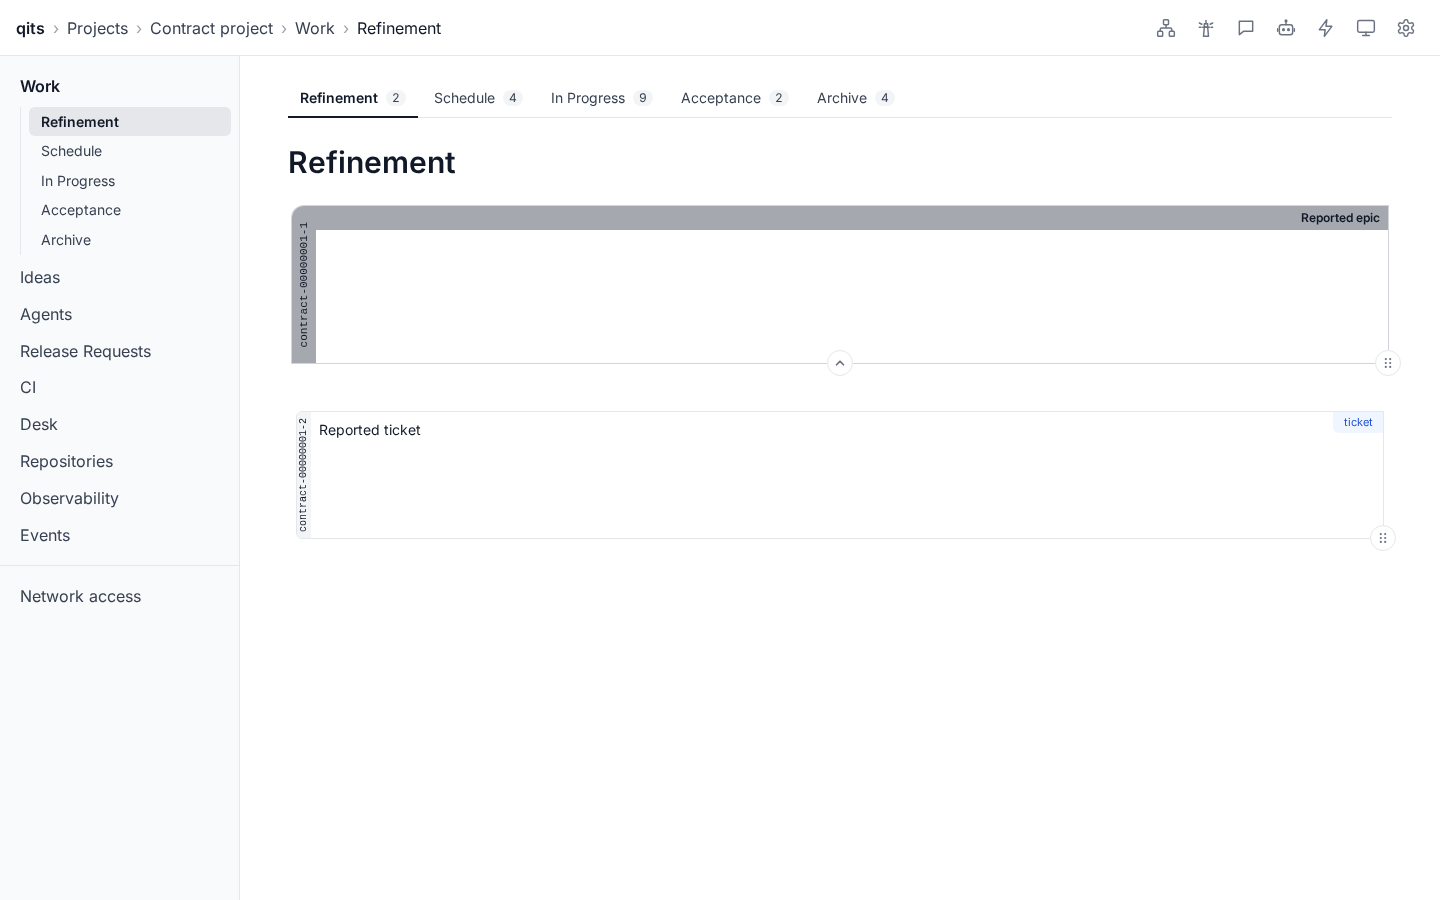 qits › Projects › Contract project › Work › Refinement
Work
Refinement
Schedule
In Progress
Acceptance
Archive
Ideas
Agents
Release Requests
CI
Desk
Repositories
Observability
Events
Network access
Refinement 2 Schedule 4 In Progress 9 Acceptance 2 Archive 4
Refinement
Reported epic
contract-00000001-1
contract-00000001-2
Reported ticket
ticket